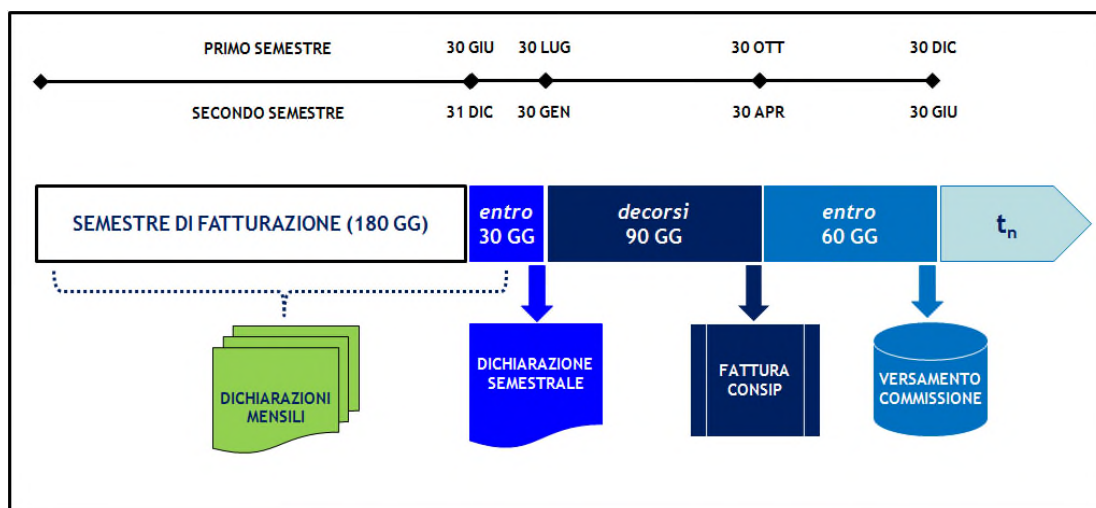 PRIMO SEMESTRE
30 GIU
30 LUG
30 OTT
30 DIC
SECONDO SEMESTRE
31 DIC
30 GEN
30 APR
30 GIU
SEMESTRE DI FATTURAZIONE (180 GG)
entro
30 GG
decorsi
90 GG
entro
60 GG
tn
DICHIARAZIONI
MENSILI
DICHIARAZIONE
SEMESTRALE
FATTURA
CONSIP
VERSAMENTO
COMMISSIONE